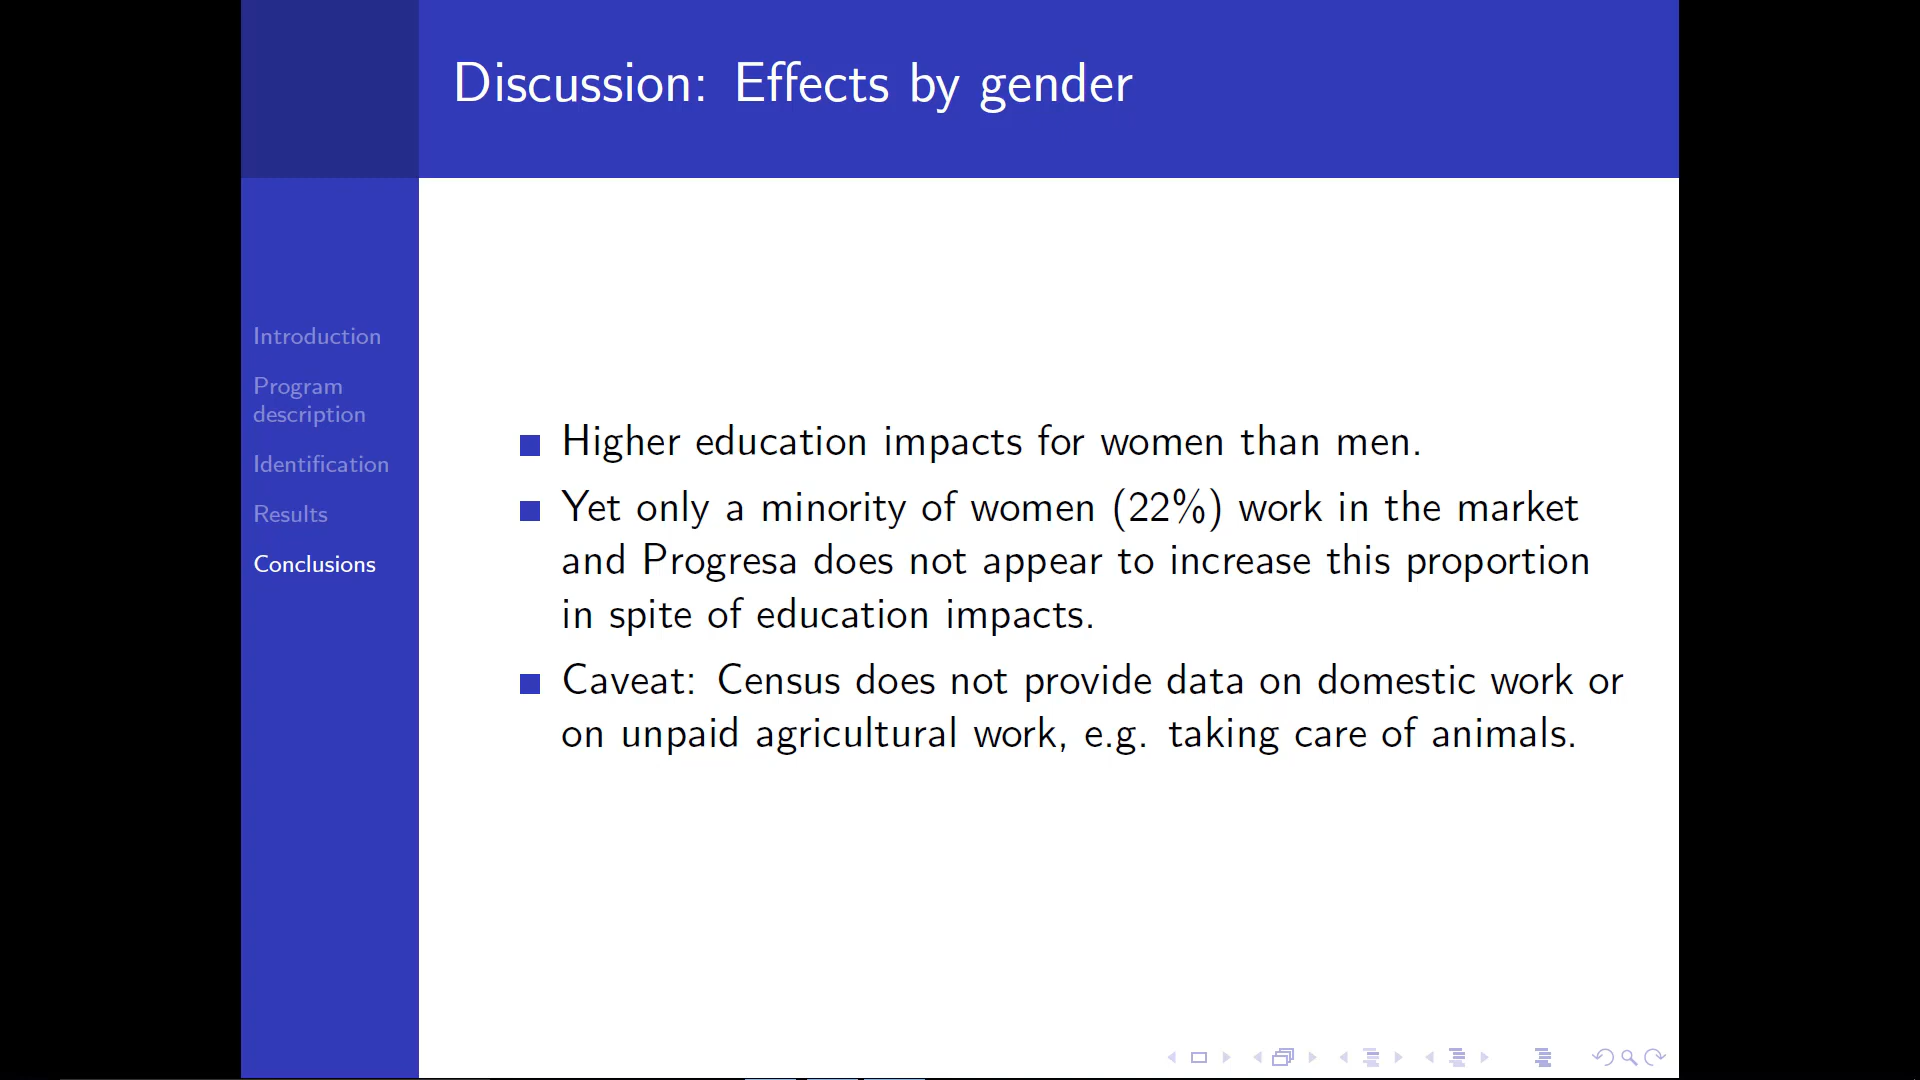 Discussion: Effects by gender
Introduction
Program
description
Identification
Results
Conclusions
Higher education impacts for women than men.
Yet only a minority of women (22%) work in the market
and Progresa does not appear to increase this proportion
in spite of education impacts.
Caveat: Census does not provide data on domestic work or
on unpaid agricultural work, e.g. taking care of animals.